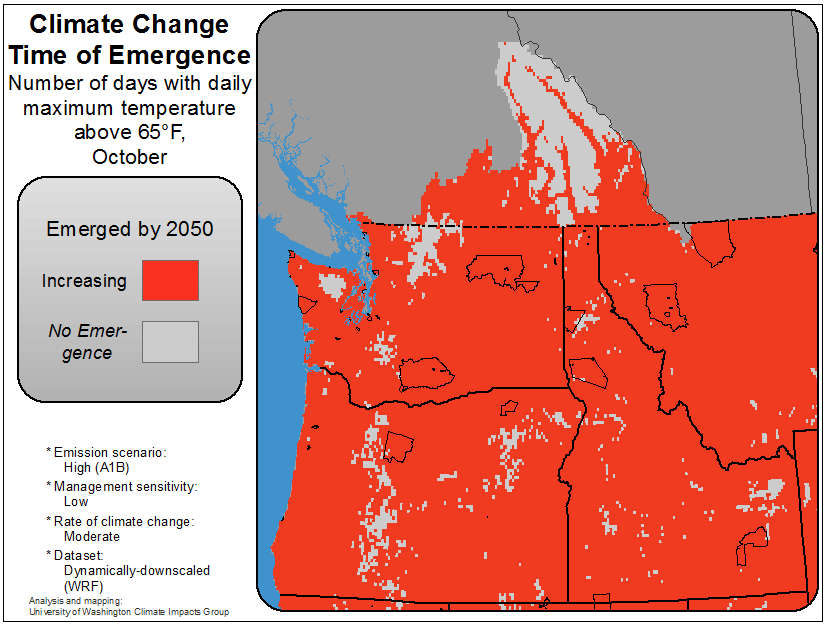 Climate Change
Time of Emergence
Number of days with daily
maximum temperature
above 65°F,
October
Emerged by 2050
Increasing
No Emer-
gence
* Emission scenario:
High (A1B)
* Management sensitivity:
Low
* Rate of climate change:
Moderate
* Dataset:
Dynamically-downscaled
(WRF)
Analysis and mapping:
University of Washington Climate Impacts Group